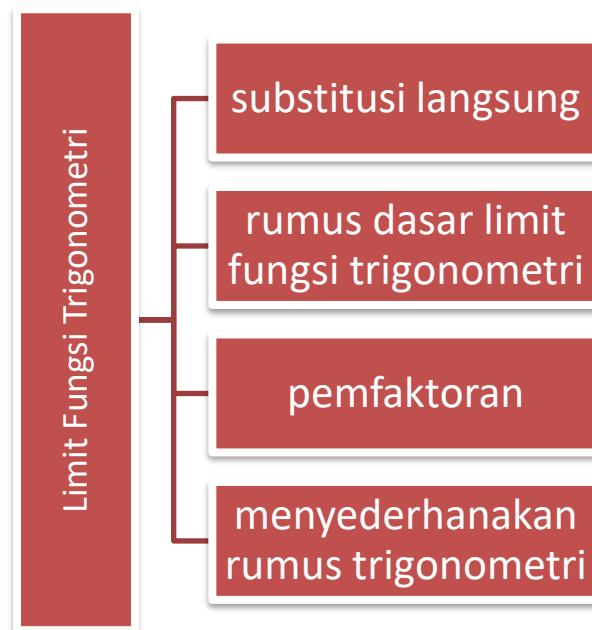 Limit Fungsi Trigonometri
substitusi langsung
rumus dasar limit
fungsi trigonometri
pemfaktoran
menyederhanakan
rumus trigonometri